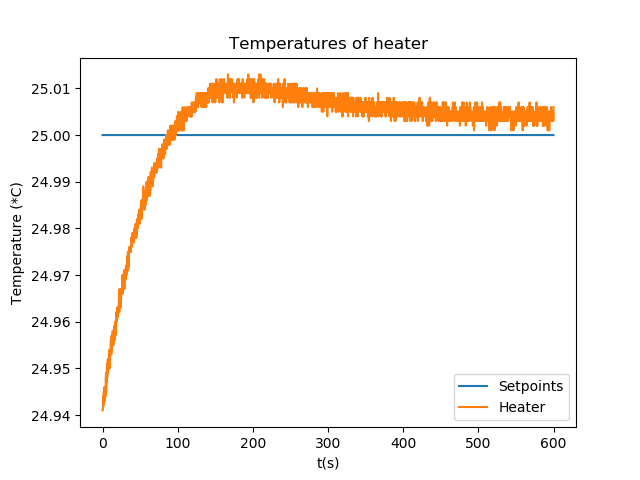 Temperatures of heater
25.01
25.00
24.99
24.98
24.97
24.96
24.95
24.94
Temperature (*C)
0 100 200 300 400 500 600
t(s)
Setpoints
Heater